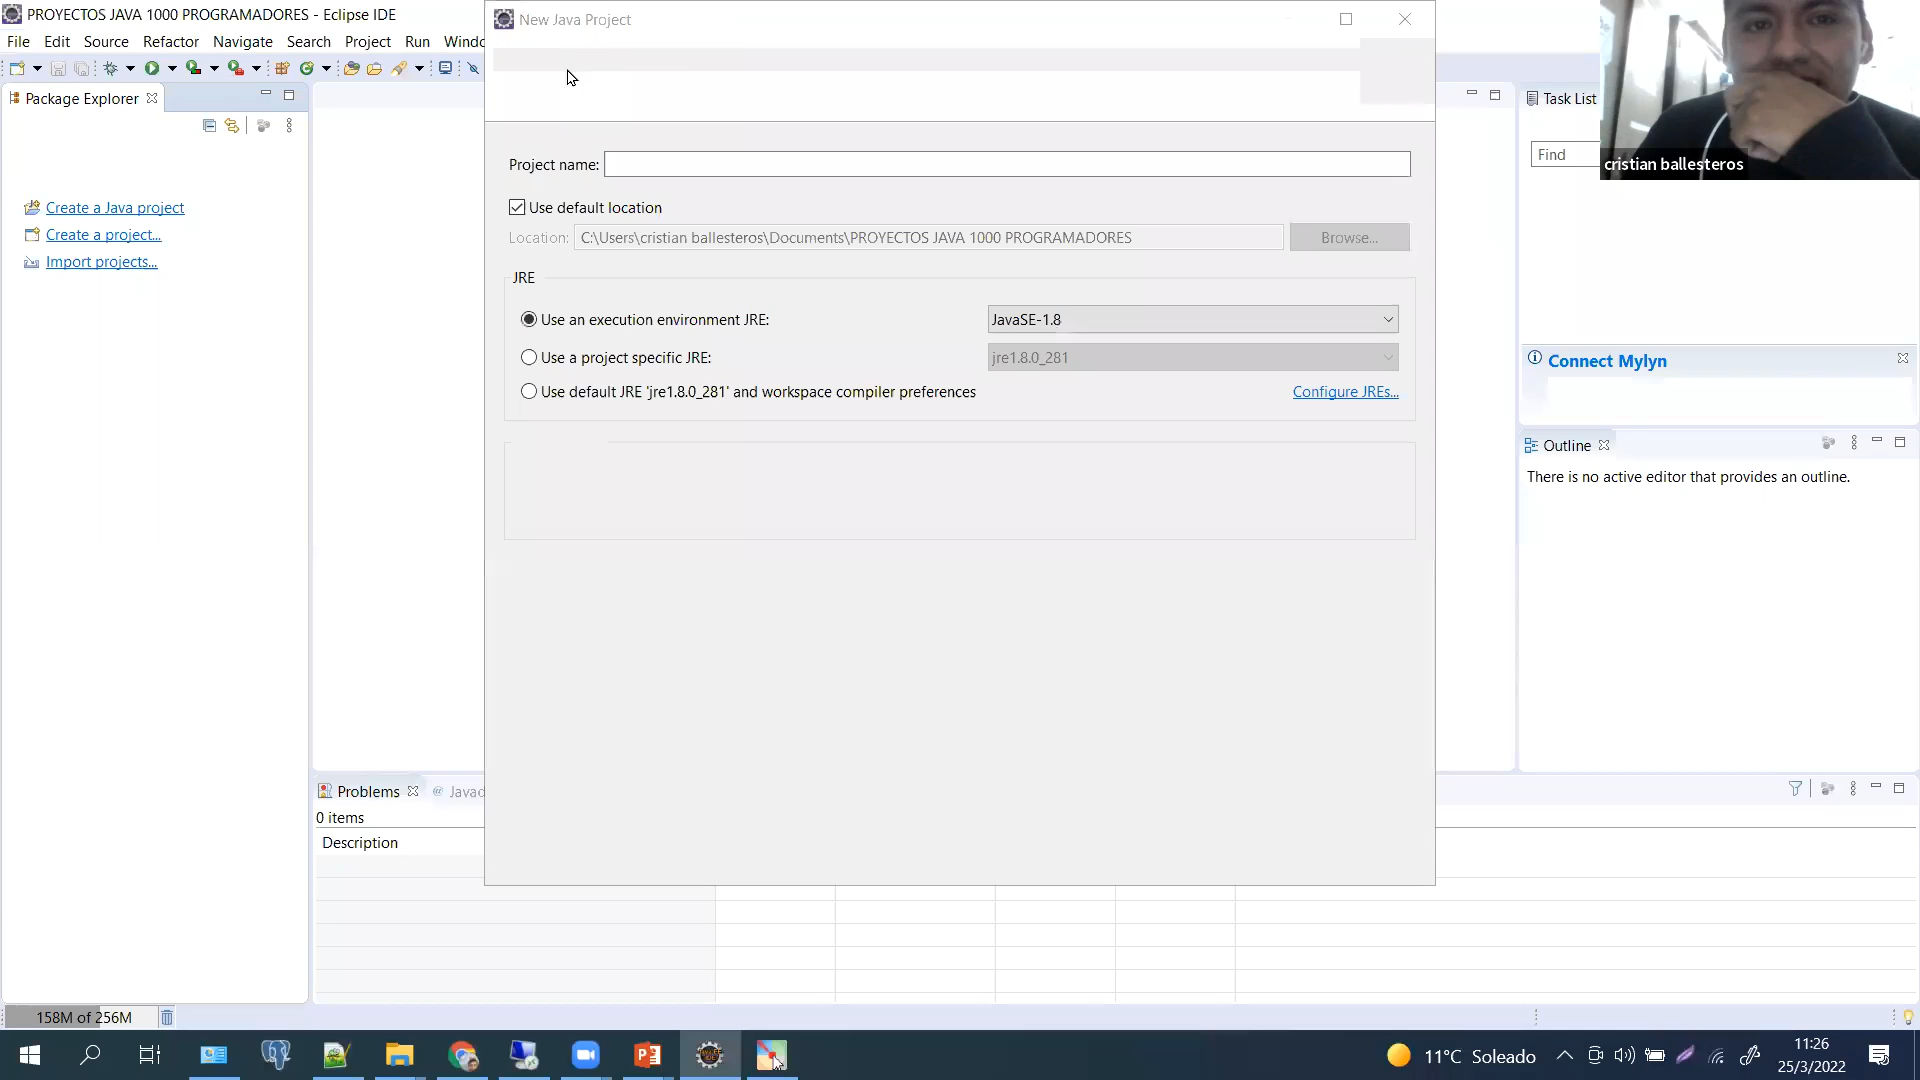 PROYECTOS JAVA 1000 PROGRAMADORES - Eclipse IDE
File Edit Source Refactor Navigate Search Project Run Windo
Package Explorer
Create a Java project
Create a project...
Import projects...
New Java Project
Project name:
Use default location
Location: C:\Users\cristian ballesteros\Documents\PROYECTOS JAVA 1000 PROGRAMADORES Browse...
JRE
Use an execution environment JRE: JavaSE-1.8
Use a project specific JRE: jre1.8.0_281
Use default JRE 'jre1.8.0_281' and workspace compiler preferences Configure JREs...
Task List
Find
cristian ballesteros
Connect Mylyn
Outline
There is no active editor that provides an outline.
Problems @ Javad
0 items
Description
158M of 256M
11°C Soleado
11:26
25/3/2022